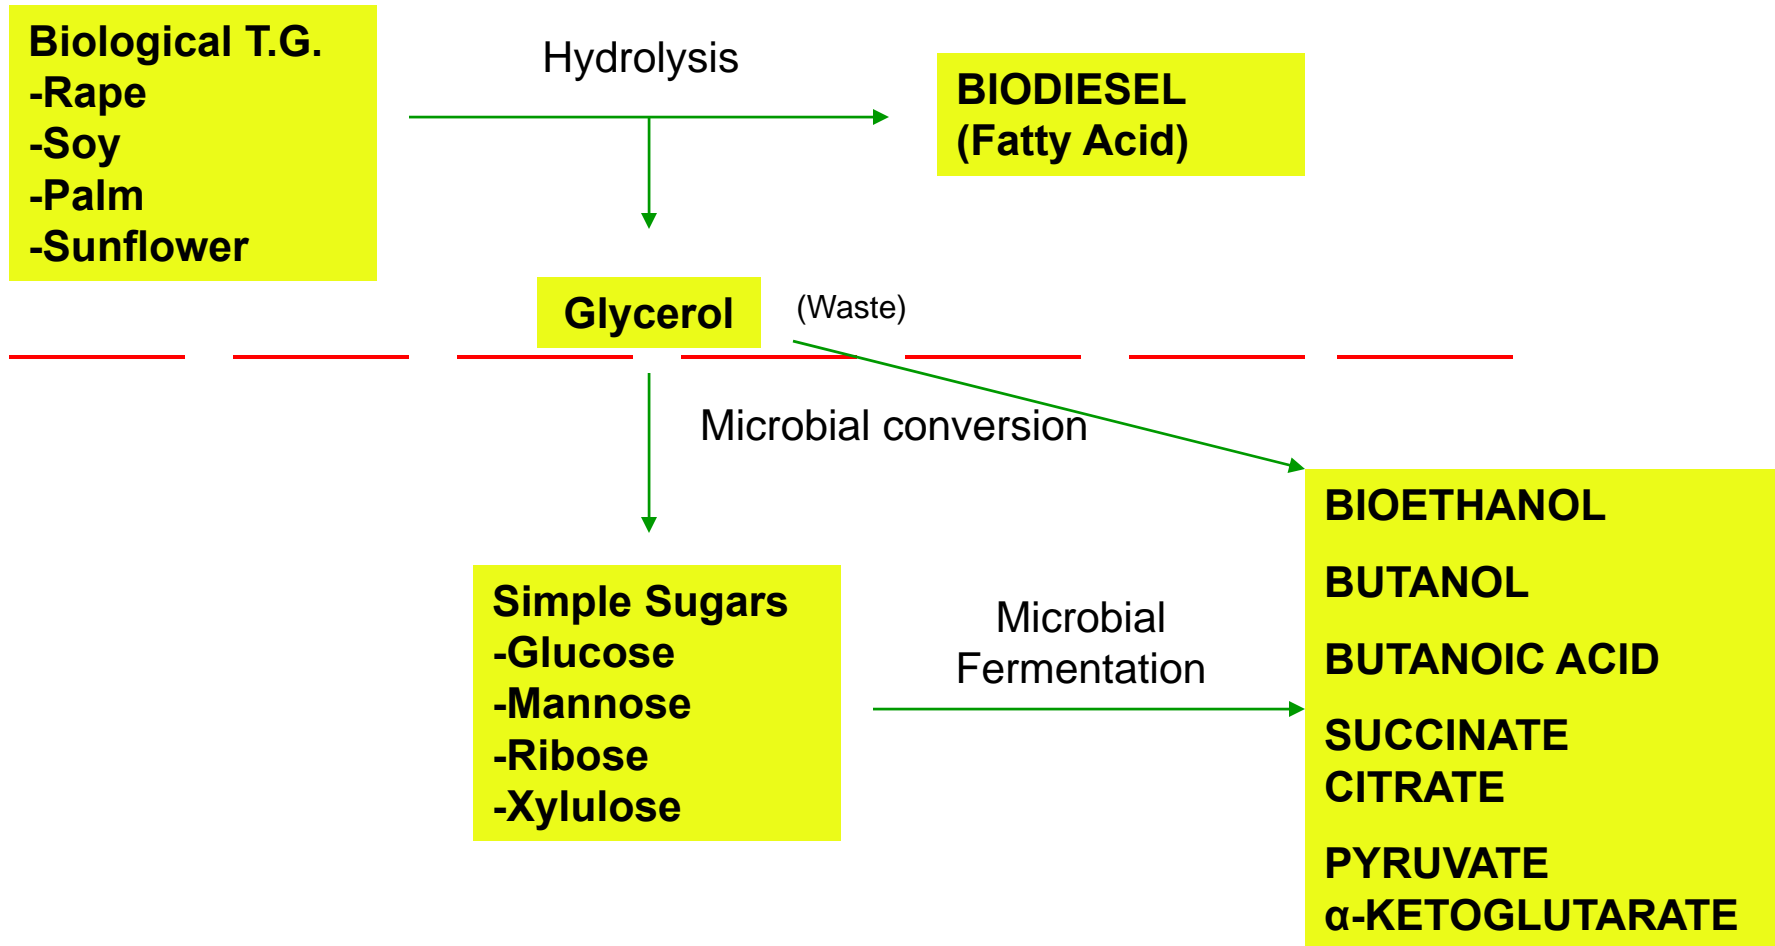 Biological T.G.
-Rape
-Soy
-Palm
-Sunflower
Hydrolysis
BIODIESEL
(Fatty Acid)
Glycerol
(Waste)
Microbial conversion
Simple Sugars
-Glucose
-Mannose
-Ribose
-Xylulose
Microbial
Fermentation
BIOETHANOL
BUTANOL
BUTANOIC ACID
SUCCINATE
CITRATE
PYRUVATE
α-KETOGLUTARATE